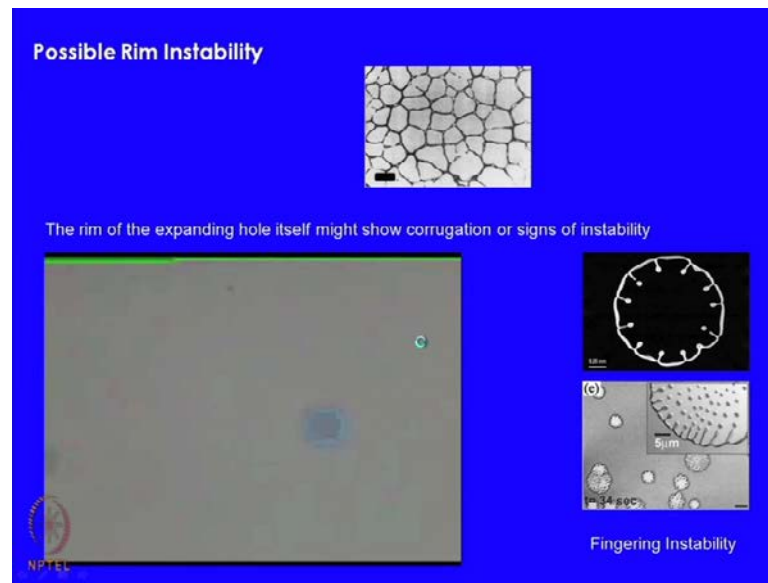 Possible Rim Instability
The rim of the expanding hole itself might show corrugation or signs of instability
(c)
5μm
34 sec
Fingering Instability
NPTEL